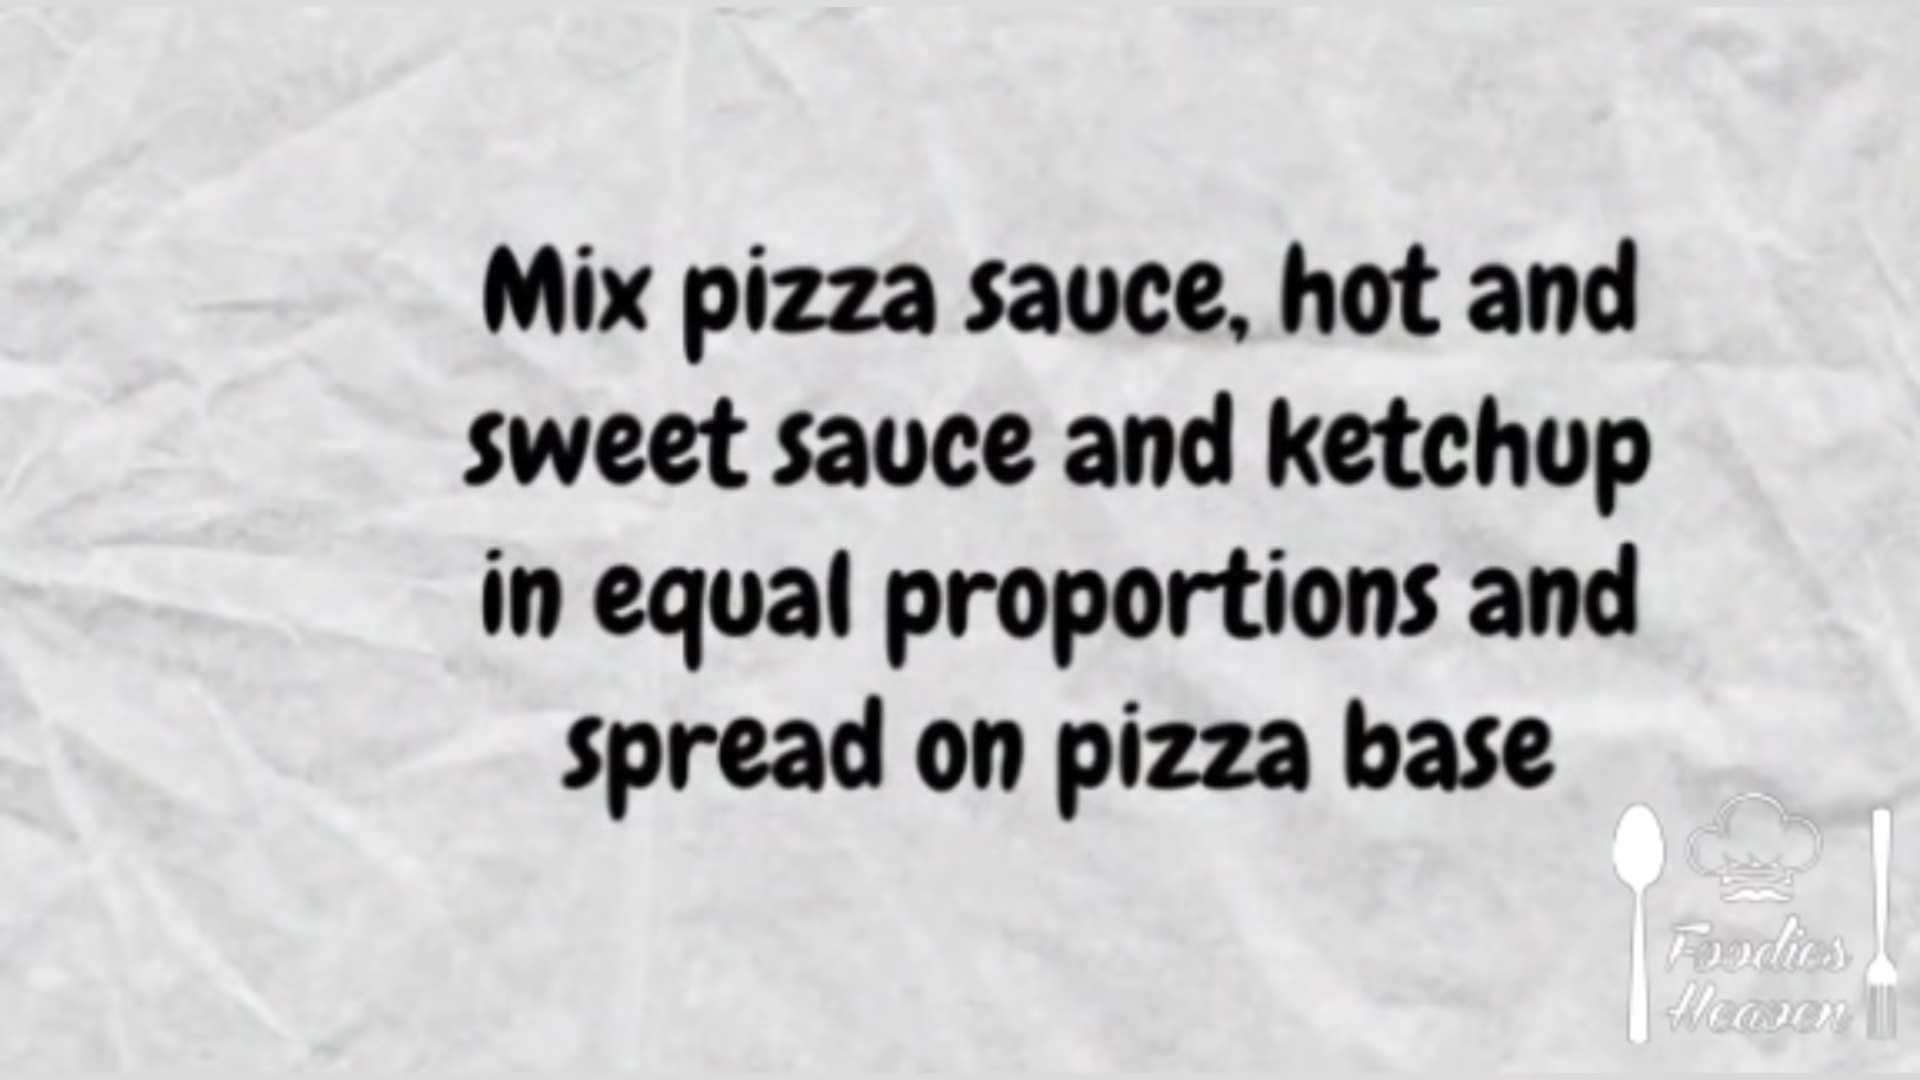 Mix pizza sauce, hot and
sweet sauce and ketchup
in equal proportions and
spread on pizza base
Foodies
Heaven